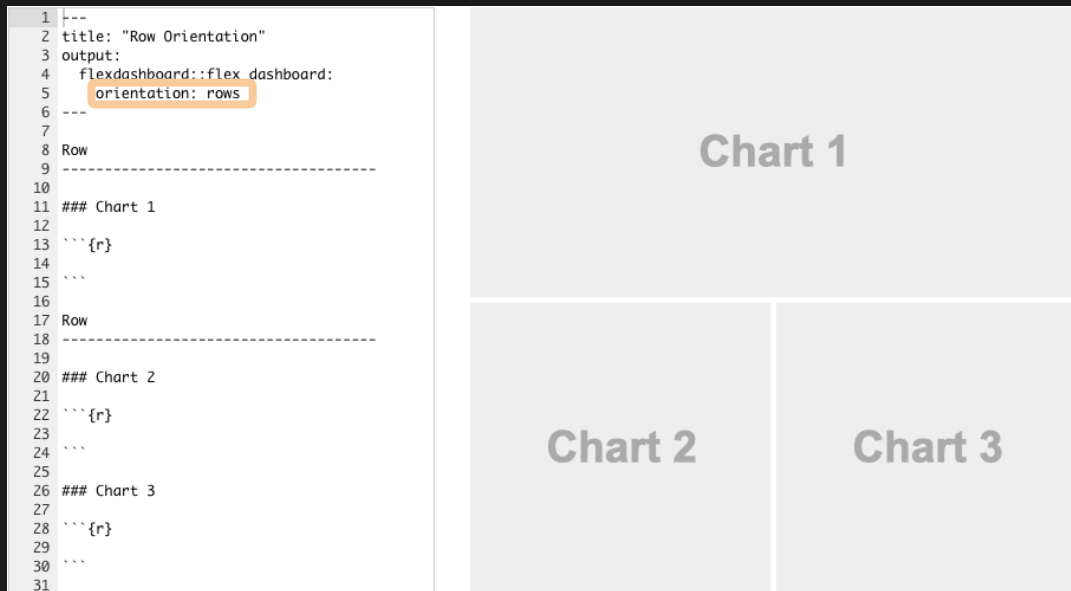 1 ---
2 title: "Row Orientation"
3 output:
4   flexdashboard::flex_dashboard:
5     orientation: rows
6 ---
7
8 Row
9 -------------------------------------
10
11 ### Chart 1
12
13 ```{r}
14
15 ```
16
17 Row
18 -------------------------------------
19
20 ### Chart 2
21
22 ```{r}
23
24 ```
25
26 ### Chart 3
27
28 ```{r}
29
30 ```
31
Chart 1
Chart 2
Chart 3